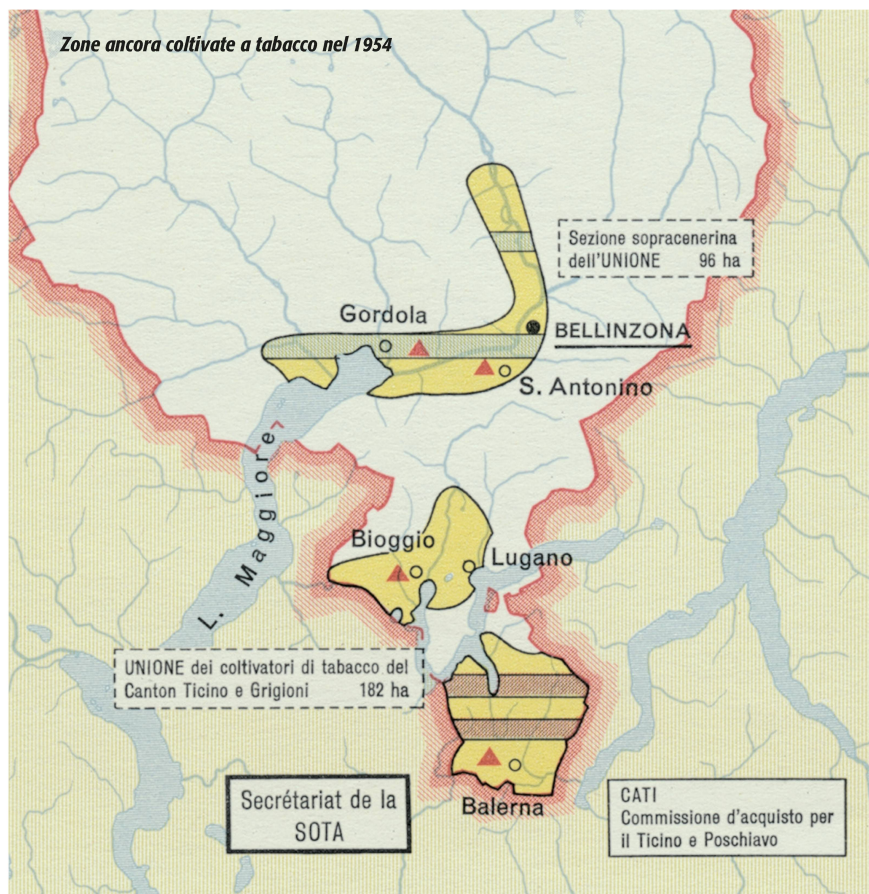 Zone ancora coltivate a tabacco nel 1954
Sezione sopracenerina
dell'UNIONE 96 ha
Gordola
BELLINZONA
S. Antonino
L. Maggiore
Bioggio
Lugano
UNIONE dei coltivatori di tabacco del
Canton Ticino e Grigioni 182 ha
Secrétariat de la
SOTA
Balerna
CATI
Commissione d'acquisto per
il Ticino e Poschiavo